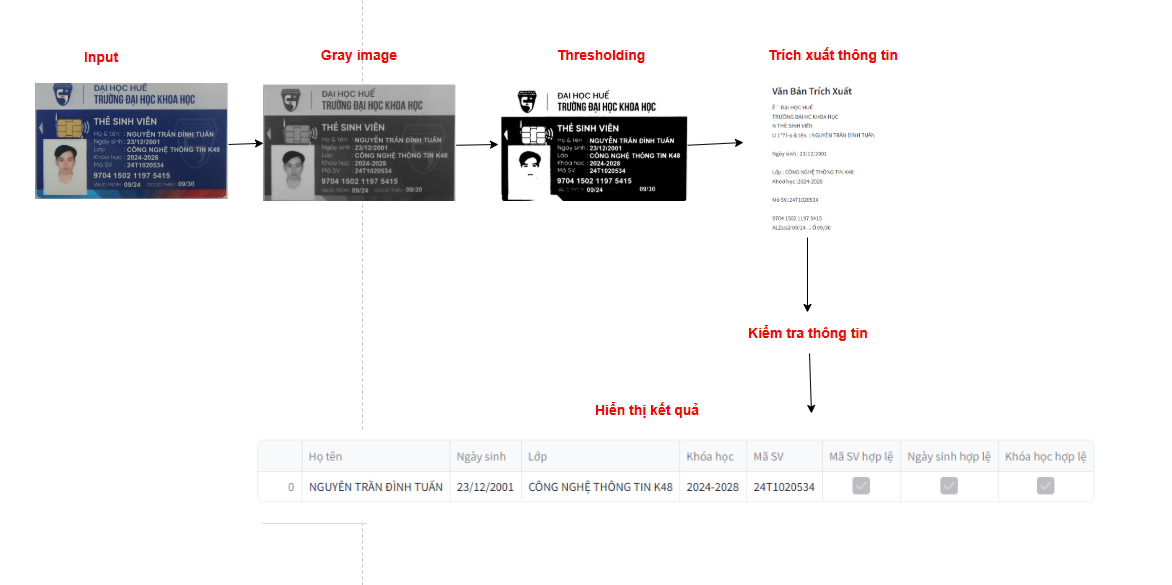 Input
Gray image
Thresholding
Trích xuất thông tin
ĐẠI HỌC HUẾ
TRƯỜNG ĐẠI HỌC KHOA HỌC
THẺ SINH VIÊN
Họ & tên : NGUYỄN TRẦN ĐÌNH TUẤN
Ngày sinh : 23/12/2001
Lớp : CÔNG NGHỆ THÔNG TIN K48
Khóa học : 2024-2028
Mã SV : 24T1020534
9704 1502 1197 5415
VALID FROM 09/24 GOOD THRU 09/30
ĐẠI HỌC HUẾ
TRƯỜNG ĐẠI HỌC KHOA HỌC
THẺ SINH VIÊN
Họ & tên : NGUYỄN TRẦN ĐÌNH TUẤN
Ngày sinh : 23/12/2001
Lớp : CÔNG NGHỆ THÔNG TIN K48
Khóa học : 2024-2028
Mã SV : 24T1020534
9704 1502 1197 5415
VALID FROM 09/24 GOOD THRU 09/30
ĐẠI HỌC HUẾ
TRƯỜNG ĐẠI HỌC KHOA HỌC
THẺ SINH VIÊN
Họ & tên : NGUYỄN TRẦN ĐÌNH TUẤN
Ngày sinh : 23/12/2001
Lớp : CÔNG NGHỆ THÔNG TIN K48
Khóa học : 2024-2028
Mã SV : 24T1020534
9704 1502 1197 5415
09/24 09/30
Văn Bản Trích Xuất
ĐẠI HỌC HUẾ
KHOA HỌC
N THẺ SINH VIÊN
& tên. : NGUYỄN TRẦN ĐÌNH TUẤN
Ngày sinh : 23/12/2001
Lớp : CÔNG NGHỆ THÔNG TIN K48
Khóa học :2024-2028
Mã SV.:24T1020534
9704 1502 1197 5415
09/24 09/30
Kiểm tra thông tin
Hiển thị kết quả
Họ tên Ngày sinh Lớp Khóa học Mã SV Mã SV hợp lệ Ngày sinh hợp lệ Khóa học hợp lệ
0 NGUYỄN TRẦN ĐÌNH TUẤN 23/12/2001 CÔNG NGHỆ THÔNG TIN K48 2024-2028 24T1020534